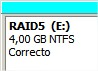 RAID5 (E:)
4,00 GB NTFS
Correcto